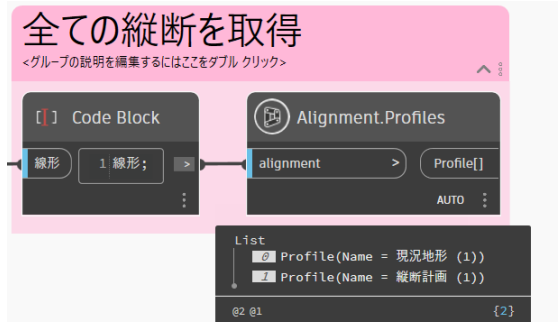 全ての縦断を取得
<グループの説明を編集するにはここをダブル クリック>
[I] Code Block
Alignment.Profiles
線形
1 線形;
>
alignment
>
Profile[]
AUTO
List
0 Profile(Name = 現況地形 (1))
1 Profile(Name = 縦断計画 (1))
@2 @1
{2}